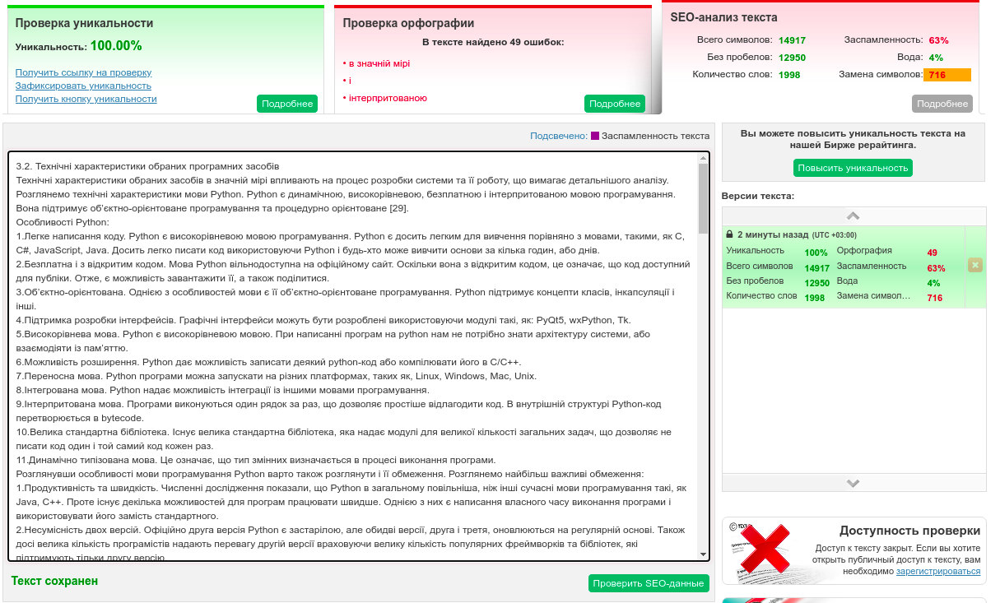 Проверка уникальности
Уникальность: 100.00%
Получить ссылку на проверку
Зафиксировать уникальность
Получить кнопку уникальности
Подробнее
Проверка орфографии
В тексте найдено 49 ошибок:
• в значній мірі
• і
• інтерпритованою
Подробнее
SEO-анализ текста
Всего символов: 14917 Заспамленность: 63%
Без пробелов: 12950 Вода: 4%
Количество слов: 1998 Замена символов: 716
Подробнее
Подсвечено: Заспамленность текста
3.2. Технічні характеристики обраних програмних засобів
Технічні характеристики обраних засобів в значній мірі впливають на процес розробки системи та її роботу, що вимагає детальнішого аналізу.
Розглянемо технічні характеристики мови Python. Python є динамічною, високорівневою, безплатною і інтерпритованою мовою програмування.
Вона підтримує об'єктно-орієнтоване програмування та процедурно орієнтоване [29].
Особливості Python:
1.Легке написання коду. Python є високорівневою мовою програмування. Python є досить легким для вивчення порівняно з мовами, такими, як C,
C#, JavaScript, Java. Досить легко писати код використовуючи Python і будь-хто може вивчити основи за кілька годин, або днів.
2.Безплатна і з відкритим кодом. Мова Python вільнодоступна на офіційному сайт. Оскільки вона з відкритим кодом, це означає, що код доступний
для публіки. Отже, є можливість завантажити її, а також поділитися.
3.Об'єктно-орієнтована. Однією з особливостей мови є її об'єктно-орієнтоване програмування. Python підтримує концепти класів, інкапсуляції і
інші.
4.Підтримка розробки інтерфейсів. Графічні інтерфейси можуть бути розроблені використовуючи модулі такі, як: PyQt5, wxPython, Tk.
5.Високорівнева мова. Python є високорівневою мовою. При написанні програм на python нам не потрібно знати архітектуру системи, або
взаємодіяти із пам'яттю.
6.Можливість розширення. Python дає можливість записати деякий python-код або компілювати його в C/C++.
7.Переносна мова. Python програми можна запускати на різних платформах, таких як, Linux, Windows, Mac, Unix.
8.Інтегрована мова. Python надає можливість інтеграції із іншими мовами програмування.
9.Інтерпритована мова. Програми виконуються один рядок за раз, що дозволяє простіше відлагодити код. В внутрішній структурі Python-код
перетворюється в bytecode.
10.Велика стандартна бібліотека. Існує велика стандартна бібліотека, яка надає модулі для великої кількості загальних задач, що дозволяє не
писати код один і той самий код кожен раз.
11.Динамічно типізована мова. Це означає, що тип змінних визначається в процесі виконання програми.
Розглянувши особливості мови програмування Python варто також розглянути і її обмеження. Розглянемо найбільш важливі обмеження:
1.Продуктивність та швидкість. Численні дослідження показали, що Python в загальному повільніша, ніж інші сучасні мови програмування такі, як
Java, C++. Проте існує декілька можливостей для програм працювати швидше. Однією з них є написання власного часу виконання програми і
використовувати його замість стандартного.
2.Несумісність двох версій. Офіційно друга версія Python є застарілою, але обидві версії, друга і третя, оновлюються на регулярній основі. Також
досі велика кількість програмістів надають перевагу другій версії враховуючи велику кількість популярних фреймворків та бібліотек, які
підтримують тільки другу версію.
Текст сохранен
Проверить SEO-данные
Вы можете повысить уникальность текста на
нашей Бирже рерайтинга.
Повысить уникальность
Версии текста:
2 минуты назад (UTC +03:00)
Уникальность 100% Орфография 49
Всего символов 14917 Заспамленность 63%
Без пробелов 12950 Вода 4%
Количество слов 1998 Замена символ... 716
Доступность проверки
Доступ к тексту закрыт. Если вы хотите
открыть публичный доступ к тексту, вам
необходимо зарегистрироваться